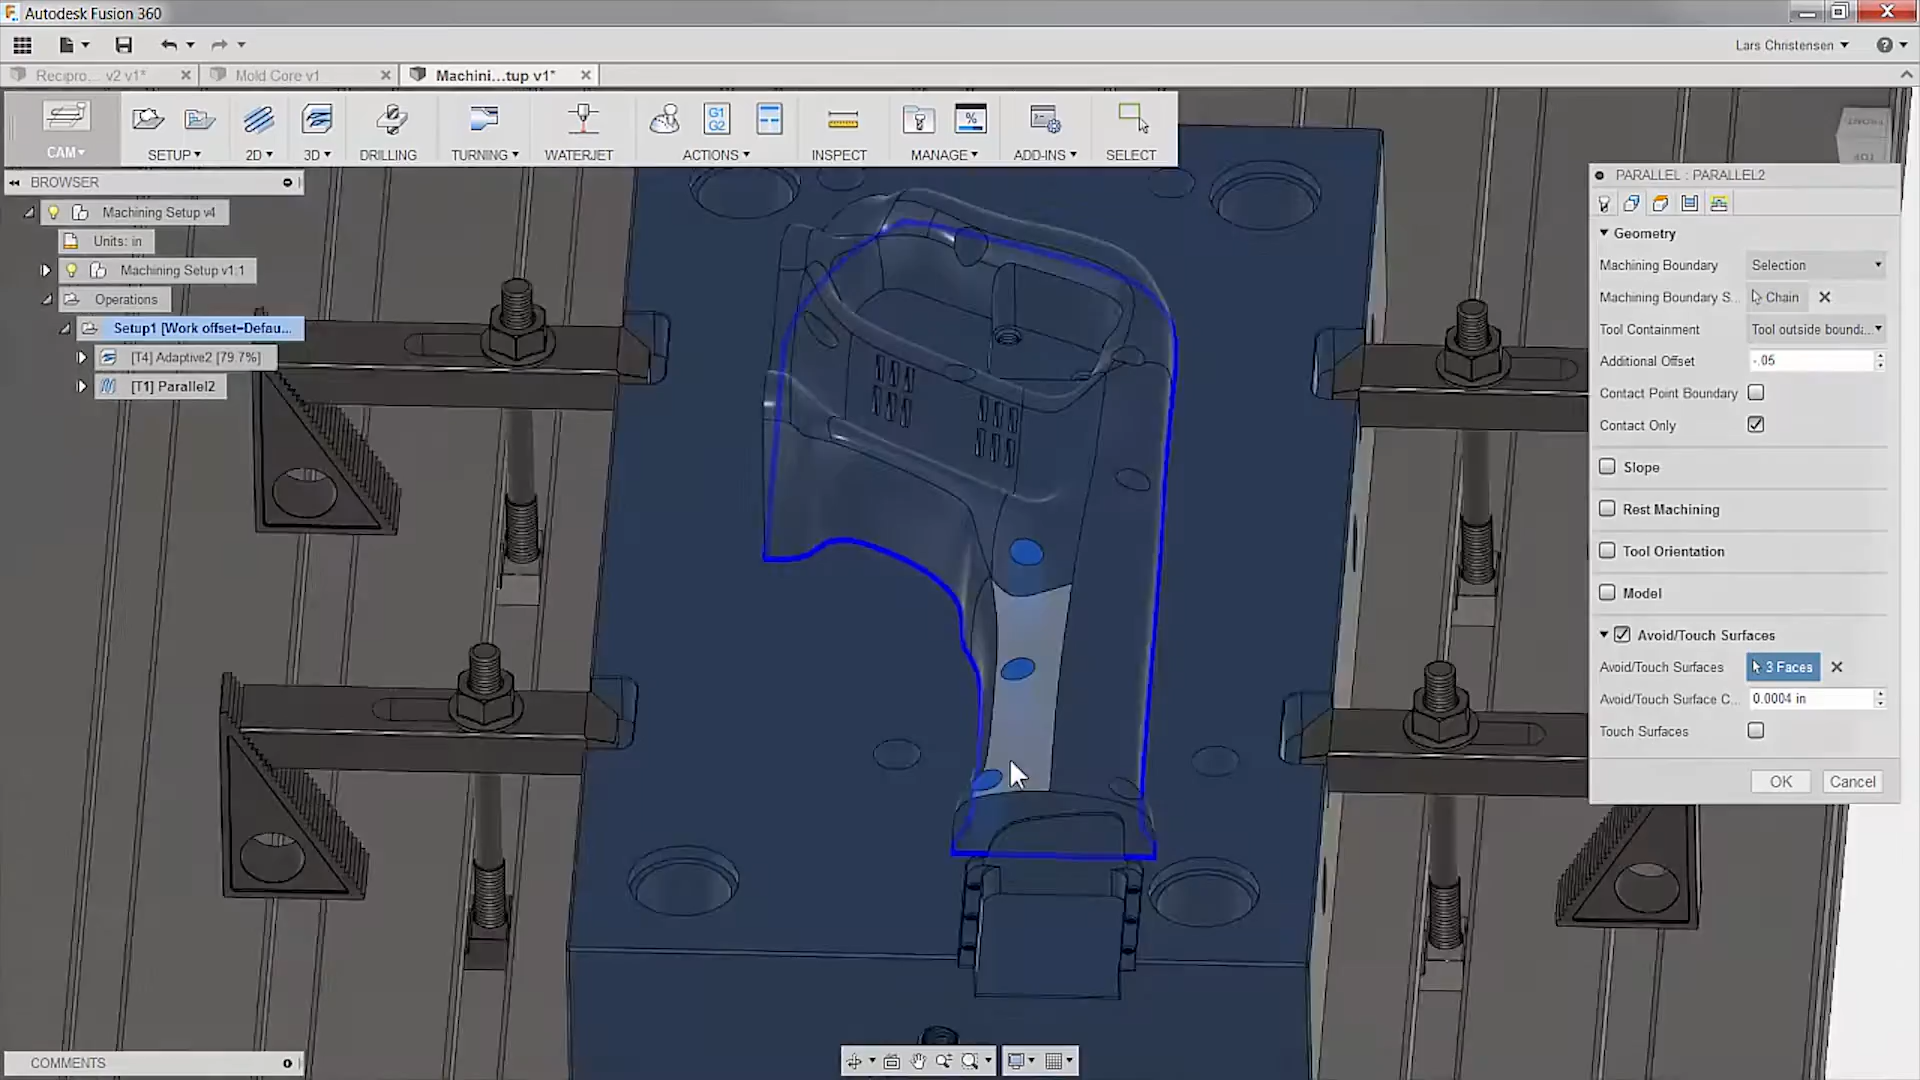 Autodesk Fusion 360
Lars Christensen
Recipro... v2 v1*
Mold Core v1
Machini...tup v1*
CAM
SETUP
2D
3D
DRILLING
TURNING
WATERJET
G1
G2
ACTIONS
INSPECT
%
MANAGE
ADD-INS
SELECT
FRONT
BROWSER
Machining Setup v4
Units: in
Machining Setup v1:1
Operations
Setup1 [Work offset=Defau...
[T4] Adaptive2 [79.7%]
[T1] Parallel2
PARALLEL : PARALLEL2
Geometry
Machining Boundary Selection
Machining Boundary S... Chain
Tool Containment Tool outside bounda...
Additional Offset -.05
Contact Point Boundary
Contact Only
Slope
Rest Machining
Tool Orientation
Model
Avoid/Touch Surfaces
Avoid/Touch Surfaces 3 Faces
Avoid/Touch Surface C... 0.0004 in
Touch Surfaces
OK Cancel
COMMENTS